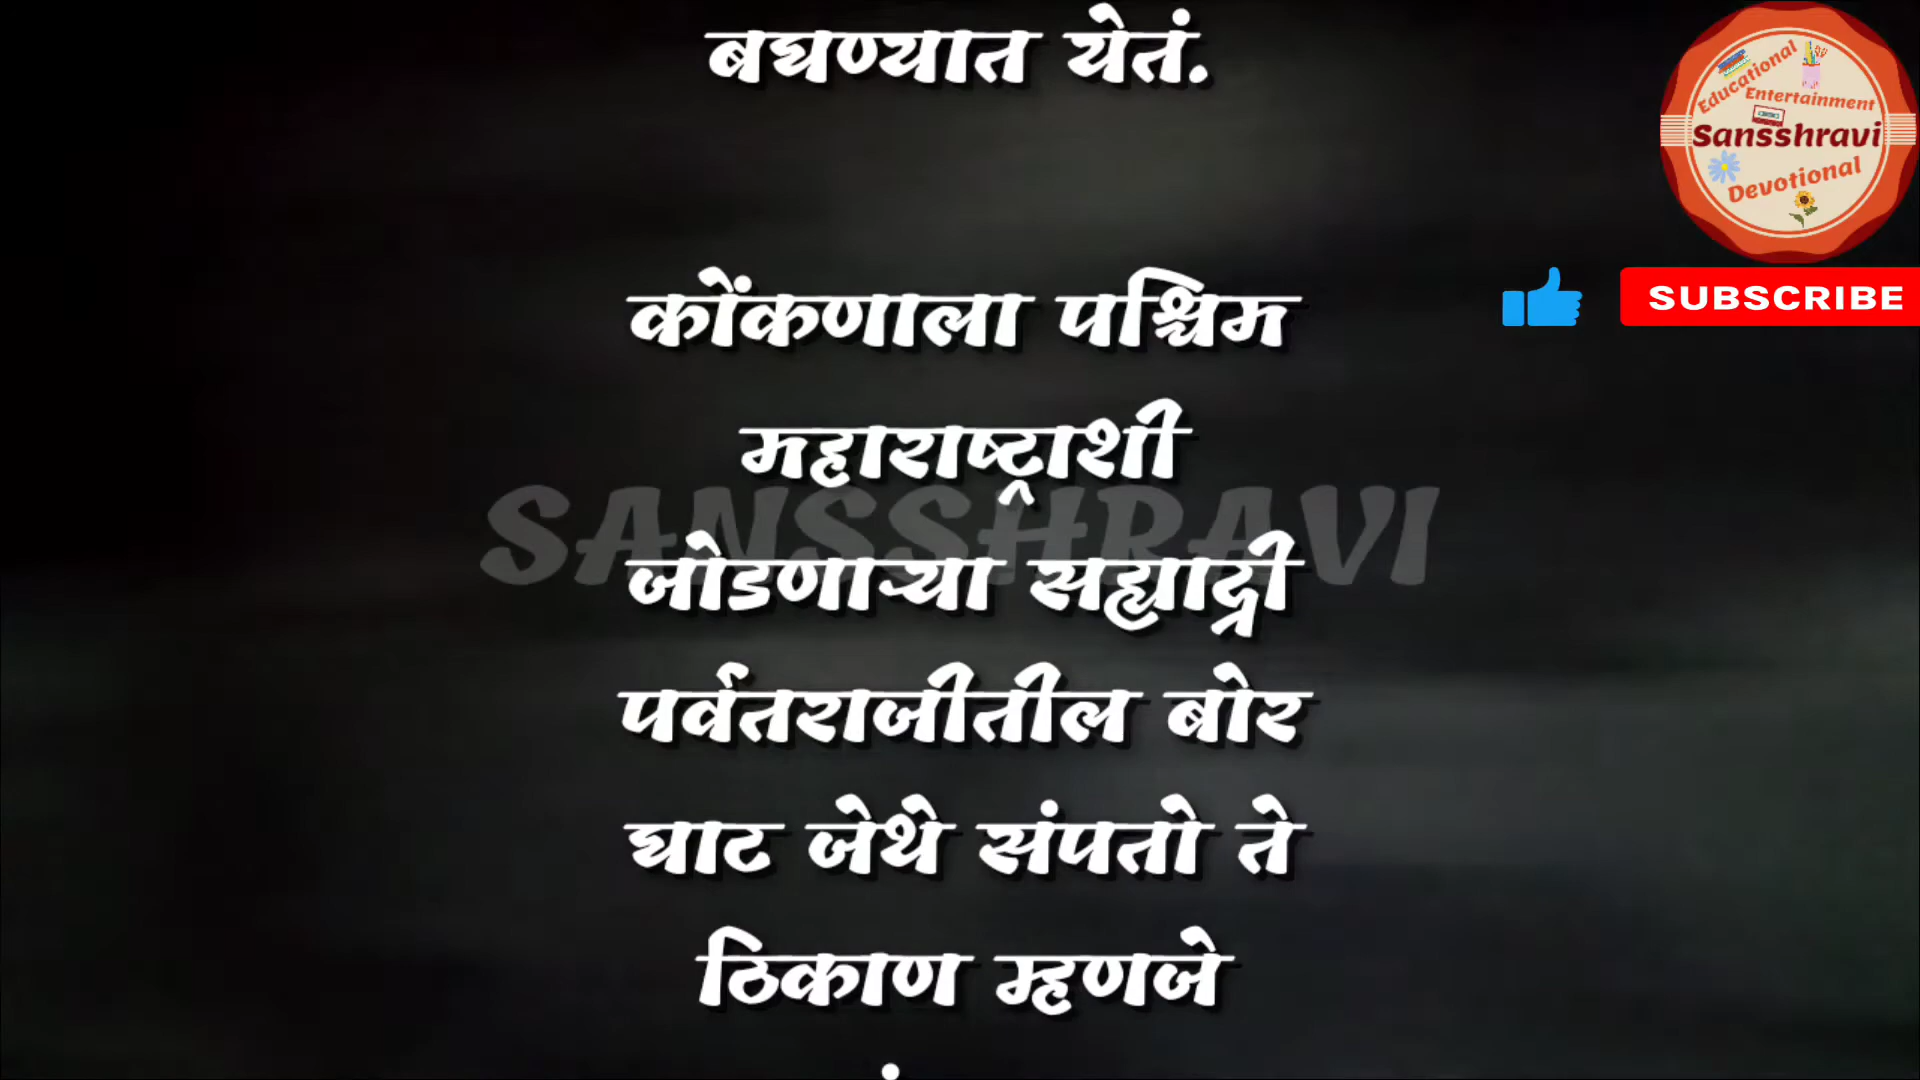 बघण्यात येतं.
कोंकणाला पश्चिम
महाराष्ट्राशी
जोडणाऱ्या सह्याद्री
पर्वतराजीतील बोर
घाट जेथे संपतो ते
ठिकाण म्हणजे
SANSSHRAVI
Educational
Entertainment
Sansshravi
Devotional
SUBSCRIBE